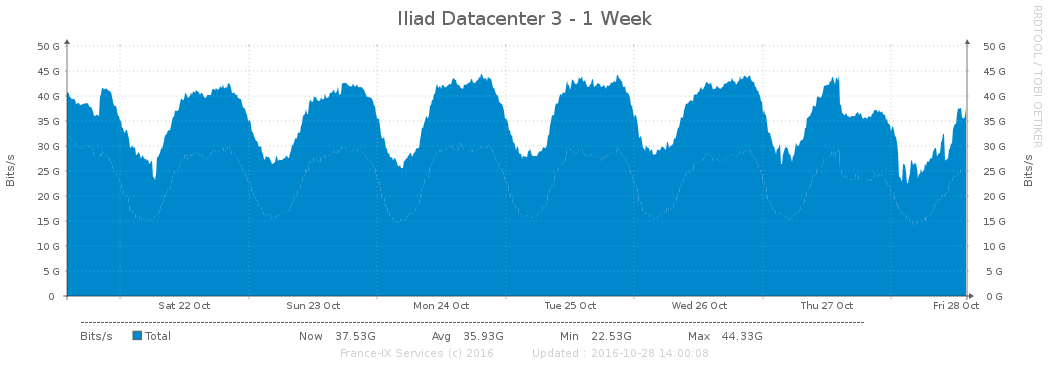 Iliad Datacenter 3 - 1 Week
RRDTOOL / TOBI OETIKER
50 G 50 G
45 G 45 G
40 G 40 G
35 G 35 G
30 G 30 G
25 G 25 G
20 G 20 G
15 G 15 G
10 G 10 G
5 G 5 G
0 0 G
Bits/s
Bits/s
Sat 22 Oct Sun 23 Oct Mon 24 Oct Tue 25 Oct Wed 26 Oct Thu 27 Oct Fri 28 Oct
Bits/s Total Now 37.53G Avg 35.93G Min 22.53G Max 44.33G
France-IX Services (c) 2016 Updated : 2016-10-28 14:00:08